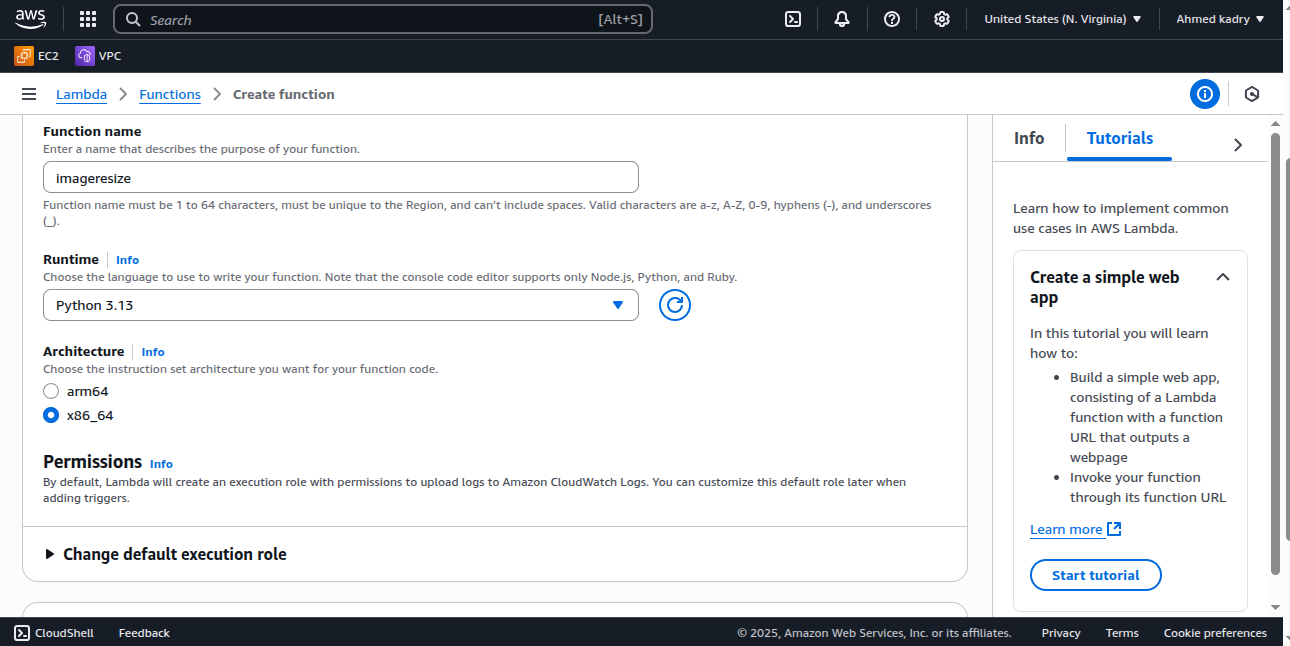 aws
Search
[Alt+S]
United States (N. Virginia)
Ahmed kadry
EC2
VPC
Lambda
Functions
Create function
Function name
Enter a name that describes the purpose of your function.
imageresize
Function name must be 1 to 64 characters, must be unique to the Region, and can't include spaces. Valid characters are a-z, A-Z, 0-9, hyphens (-), and underscores
(_).
Runtime
Info
Choose the language to use to write your function. Note that the console code editor supports only Node.js, Python, and Ruby.
Python 3.13
Architecture
Info
Choose the instruction set architecture you want for your function code.
arm64
x86_64
Permissions
Info
By default, Lambda will create an execution role with permissions to upload logs to Amazon CloudWatch Logs. You can customize this default role later when
adding triggers.
Change default execution role
Info
Tutorials
Learn how to implement common
use cases in AWS Lambda.
Create a simple web
app
In this tutorial you will learn
how to:
• Build a simple web app,
consisting of a Lambda
function with a function
URL that outputs a
webpage
• Invoke your function
through its function URL
Learn more
Start tutorial
CloudShell
Feedback
© 2025, Amazon Web Services, Inc. or its affiliates.
Privacy
Terms
Cookie preferences